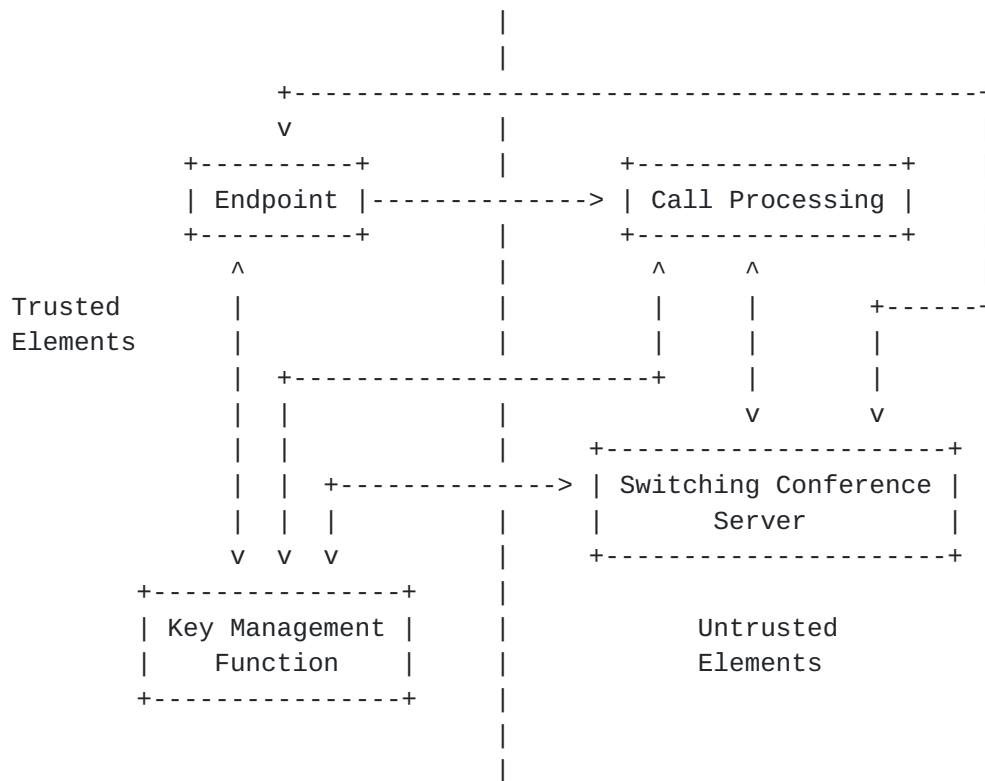 Endpoint
Call Processing
Trusted
Elements
Switching Conference
Server
Key Management
Function
Untrusted
Elements